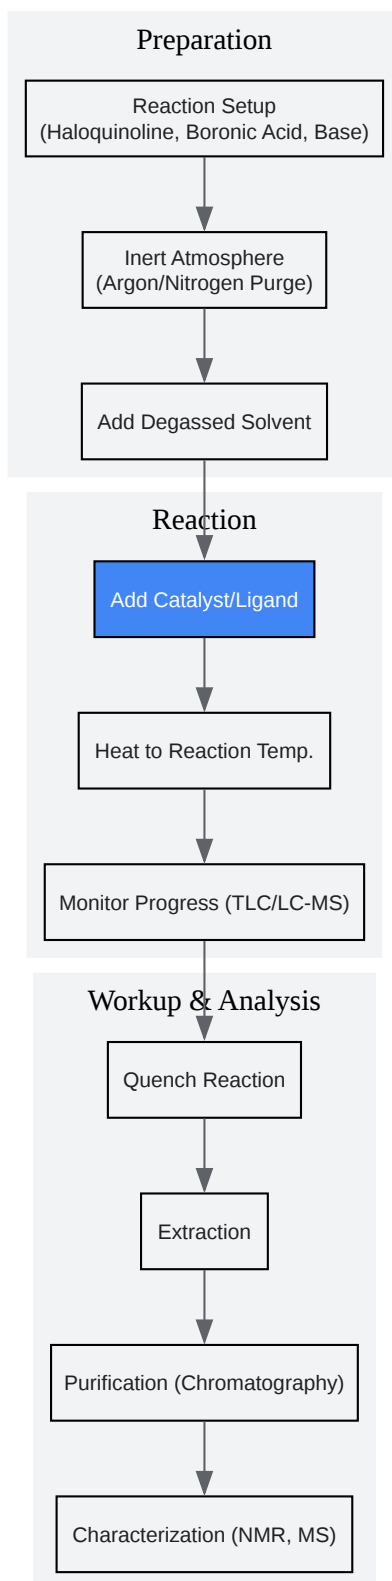 Preparation
Reaction Setup
(Haloquinoline, Boronic Acid, Base)
Inert Atmosphere
(Argon/Nitrogen Purge)
Add Degassed Solvent
Reaction
Add Catalyst/Ligand
Heat to Reaction Temp.
Monitor Progress (TLC/LC-MS)
Workup & Analysis
Quench Reaction
Extraction
Purification (Chromatography)
Characterization (NMR, MS)